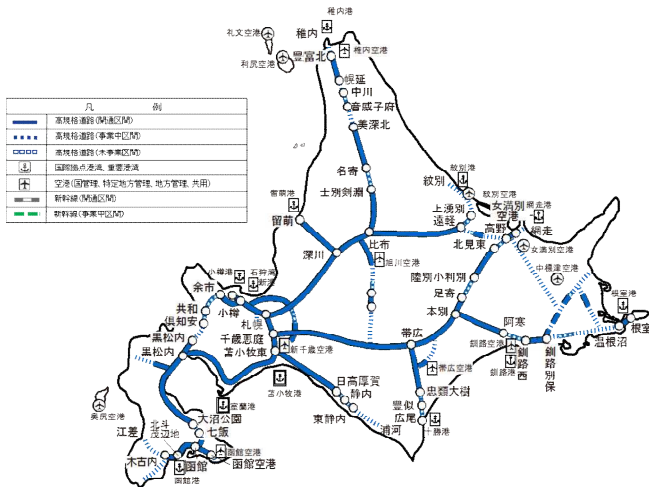 稚内港
稚内
礼文空港
利尻空港
豊富北
稚内空港
幌延
中川
音威子府
美深北
凡　例
高規格道路(開通区間)
高規格道路(事業中区間)
高規格道路(未事業区間)
国際拠点港湾, 重要港湾
空港(国管理, 特定地方管理, 地方管理, 共用)
新幹線(開通区間)
新幹線(事業中区間)
名寄
士別剣淵
紋別
紋別港
紋別空港
女満別空港
網走港
網走
留萌港
留萌
上湧別
遠軽
高野
北見東
女満別空港
比布
旭川空港
深川
中標津空港
陸別小利別
足寄
本別
根室港
根室
温根沼
小樽港
石狩湾新港
余市
小樽
札幌
共和
倶知安
黒松内
黒松内
千歳恵庭
苫小牧東
新千歳空港
帯広
阿寒
釧路空港
釧路港
釧路西
釧路別保
帯広空港
苫小牧港
日高厚賀
静内
東静内
浦河
忠類大樹
豊似
広尾
十勝港
室蘭港
奥尻空港
大沼公園
七飯
江差
北斗茂辺地
木古内
函館
函館港
函館空港
函館空港